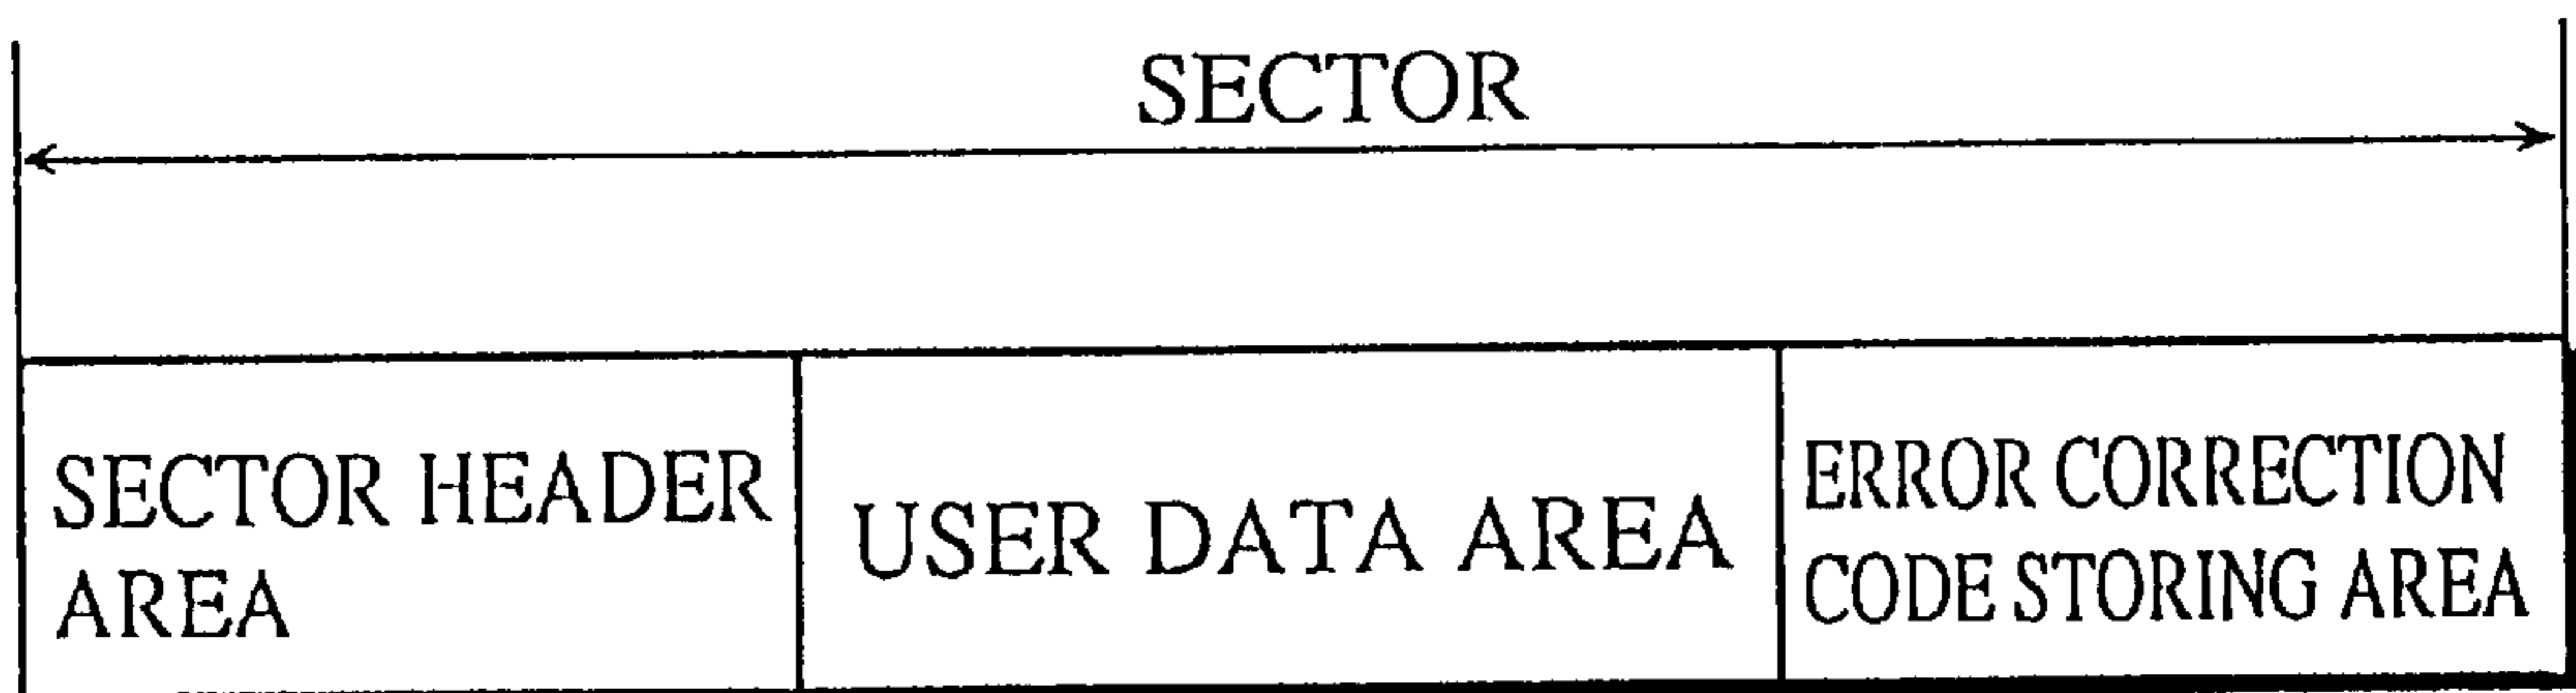 SECTOR
SECTOR HEADER
AREA
USER DATA AREA
ERROR CORRECTION
CODE STORING AREA